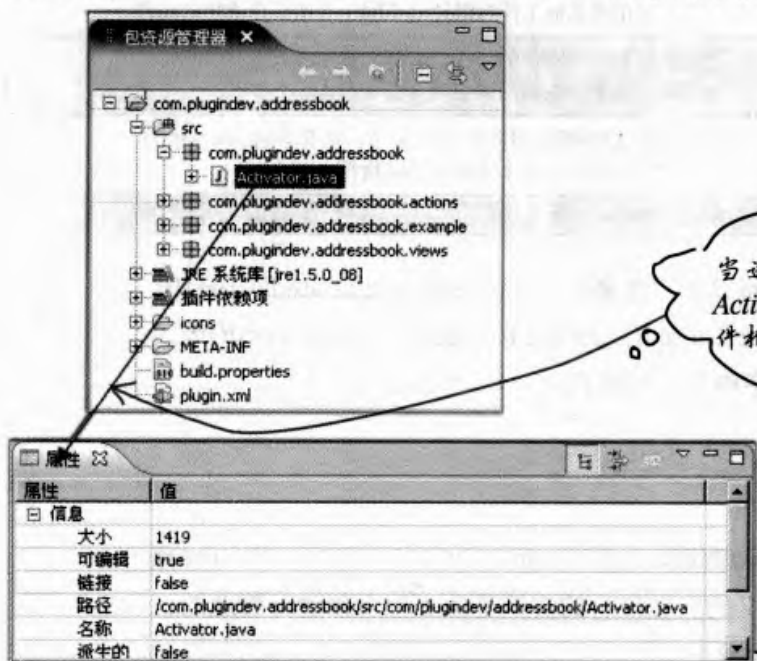 包资源管理器
com.plugindev.addressbook
src
com.plugindev.addressbook
Activator.java
com.plugindev.addressbook.actions
com.plugindev.addressbook.example
com.plugindev.addressbook.views
JRE 系统库 [jre1.5.0_08]
插件依赖项
icons
META-INF
build.properties
plugin.xml
当
件
属性
属性 值
信息
大小 1419
可编辑 true
链接 false
路径 /com.plugindev.addressbook/src/com/plugindev/addressbook/Activator.java
名称 Activator.java
派生的 false